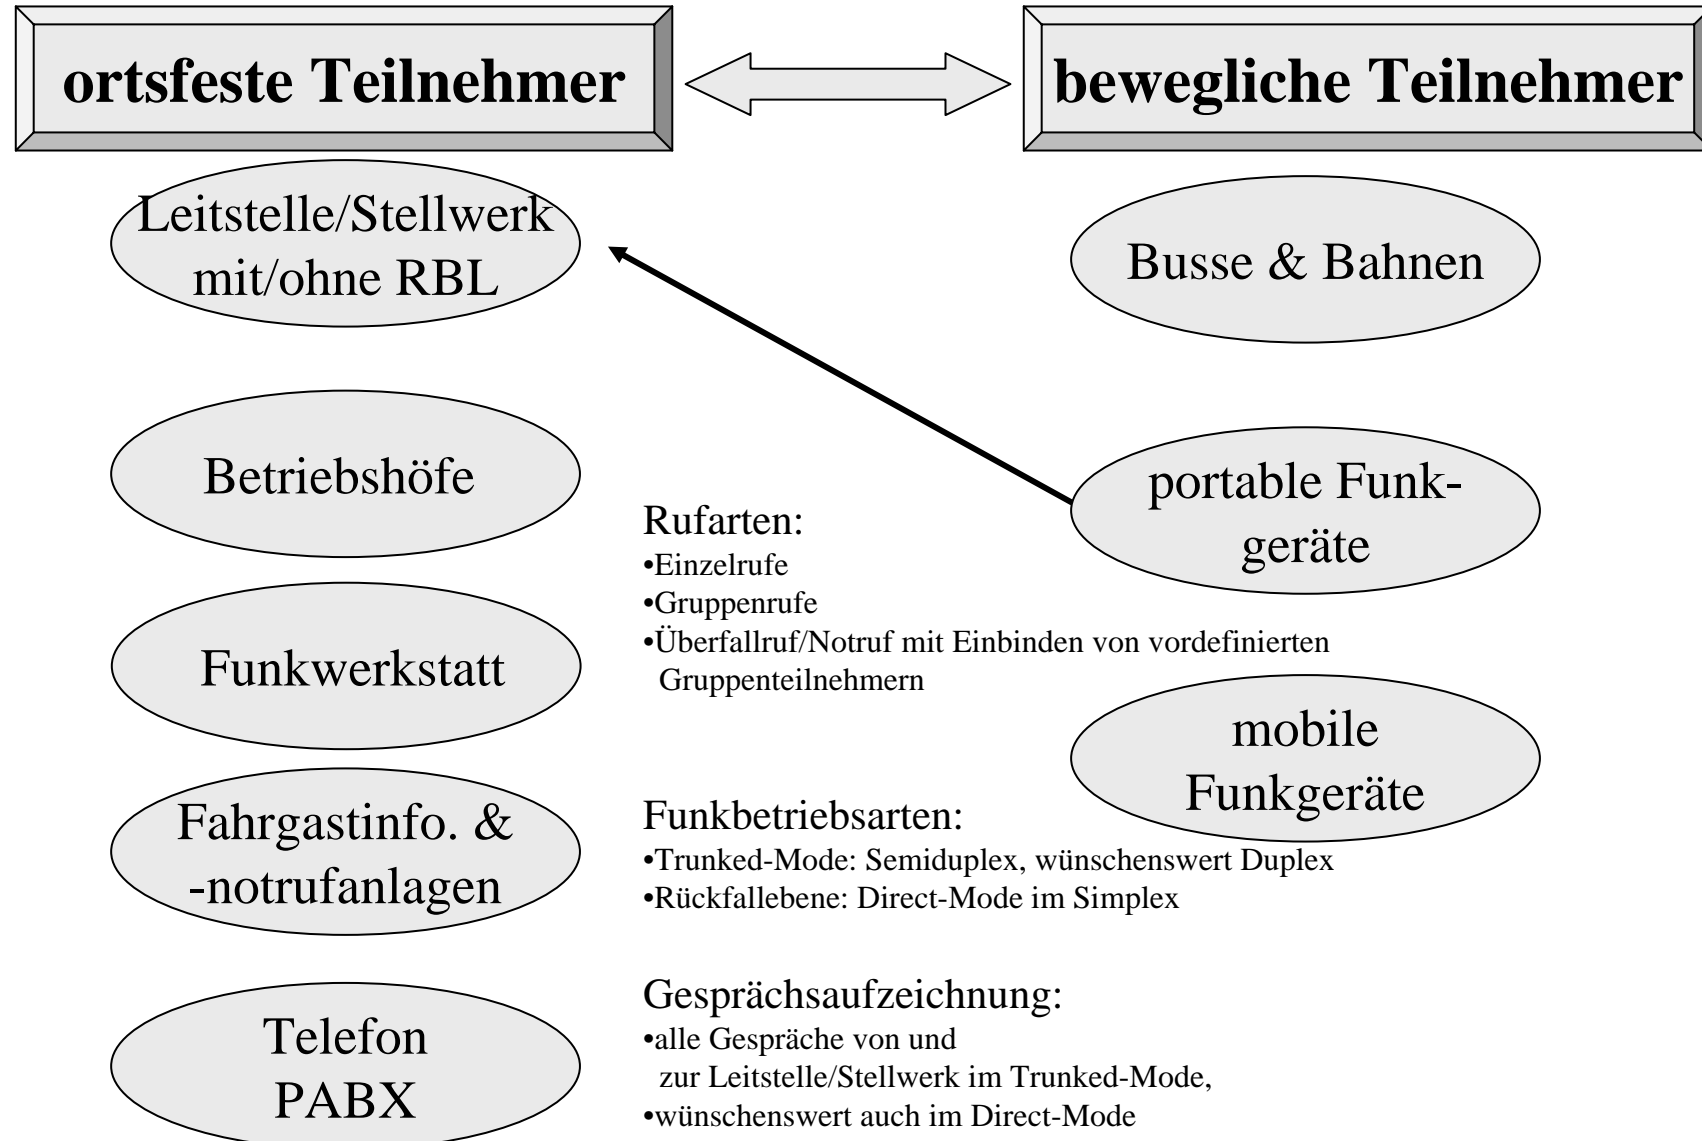 ortsfeste Teilnehmer
bewegliche Teilnehmer
Leitstelle/Stellwerk
mit/ohne RBL
Betriebshöfe
Funkwerkstatt
Fahrgastinfo. &
-notrufanlagen
Telefon
PABX
Busse & Bahnen
portable Funk-
geräte
mobile
Funkgeräte
Rufarten:
•Einzelrufe
•Gruppenrufe
•Überfallruf/Notruf mit Einbinden von vordefinierten
Gruppenteilnehmern
Funkbetriebsarten:
•Trunked-Mode: Semiduplex, wünschenswert Duplex
•Rückfallebene: Direct-Mode im Simplex
Gesprächsaufzeichnung:
•alle Gespräche von und
zur Leitstelle/Stellwerk im Trunked-Mode,
•wünschenswert auch im Direct-Mode